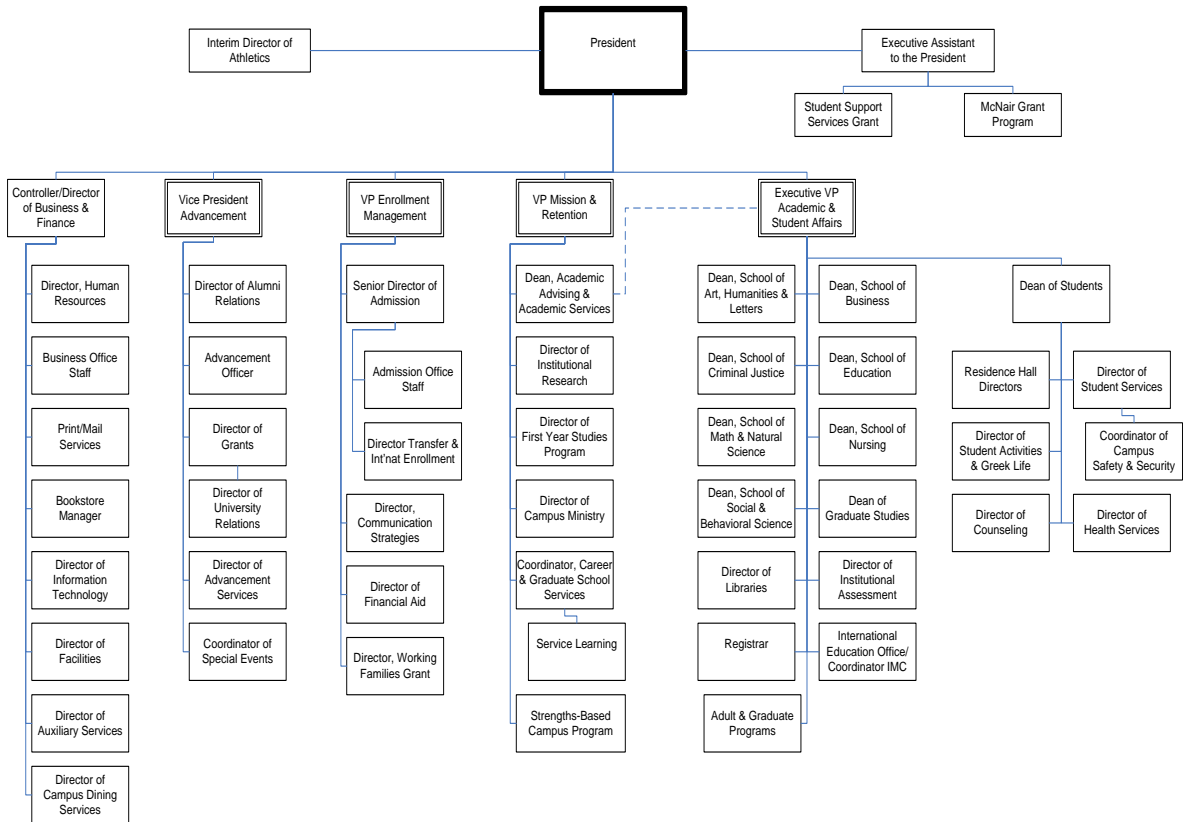 Interim Director of
Athletics
President
Executive Assistant
to the President
Student Support
Services Grant
McNair Grant
Program
Controller/Director
of Business &
Finance
Vice President
Advancement
VP Enrollment
Management
VP Mission &
Retention
Executive VP
Academic &
Student Affairs
Director, Human
Resources
Business Office
Staff
Print/Mail
Services
Bookstore
Manager
Director of
Information
Technology
Director of
Facilities
Director of
Auxiliary Services
Director of
Campus Dining
Services
Director of Alumni
Relations
Advancement
Officer
Director of
Grants
Director of
University
Relations
Director of
Advancement
Services
Coordinator of
Special Events
Senior Director of
Admission
Admission Office
Staff
Director Transfer &
Int'nat Enrollment
Director,
Communication
Strategies
Director of
Financial Aid
Director, Working
Families Grant
Dean, Academic
Advising &
Academic Services
Director of
Institutional
Research
Director of
First Year Studies
Program
Director of
Campus Ministry
Coordinator, Career
& Graduate School
Services
Service Learning
Strengths-Based
Campus Program
Dean, School of
Art, Humanities &
Letters
Dean, School of
Business
Dean, School of
Criminal Justice
Dean, School of
Education
Dean, School of
Math & Natural
Science
Dean, School of
Nursing
Dean, School of
Social &
Behavioral Science
Dean of
Graduate Studies
Director of
Libraries
Director of
Institutional
Assessment
Registrar
International
Education Office/
Coordinator IMC
Adult & Graduate
Programs
Dean of Students
Residence Hall
Directors
Director of
Student Services
Director of
Student Activities
& Greek Life
Coordinator of
Campus
Safety & Security
Director of
Counseling
Director of
Health Services